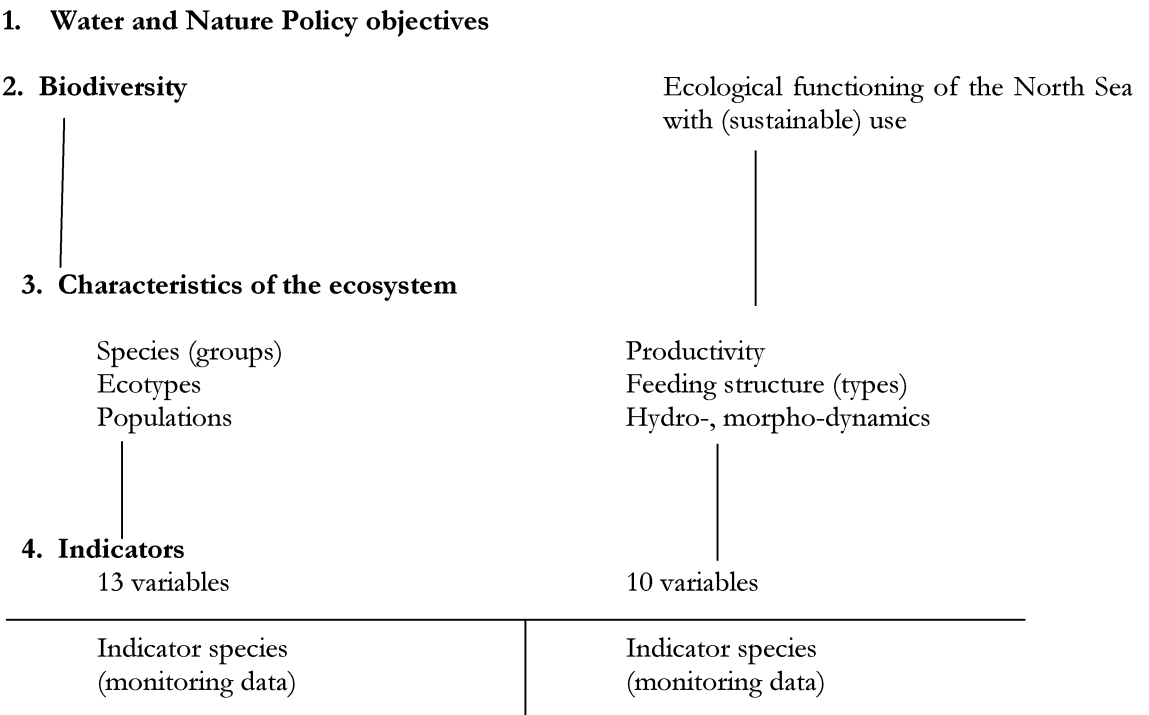 1. Water and Nature Policy objectives
2. Biodiversity
Ecological functioning of the North Sea
with (sustainable) use
3. Characteristics of the ecosystem
Species (groups)
Ecotypes
Populations
Productivity
Feeding structure (types)
Hydro-, morpho-dynamics
4. Indicators
13 variables
10 variables
Indicator species
(monitoring data)
Indicator species
(monitoring data)